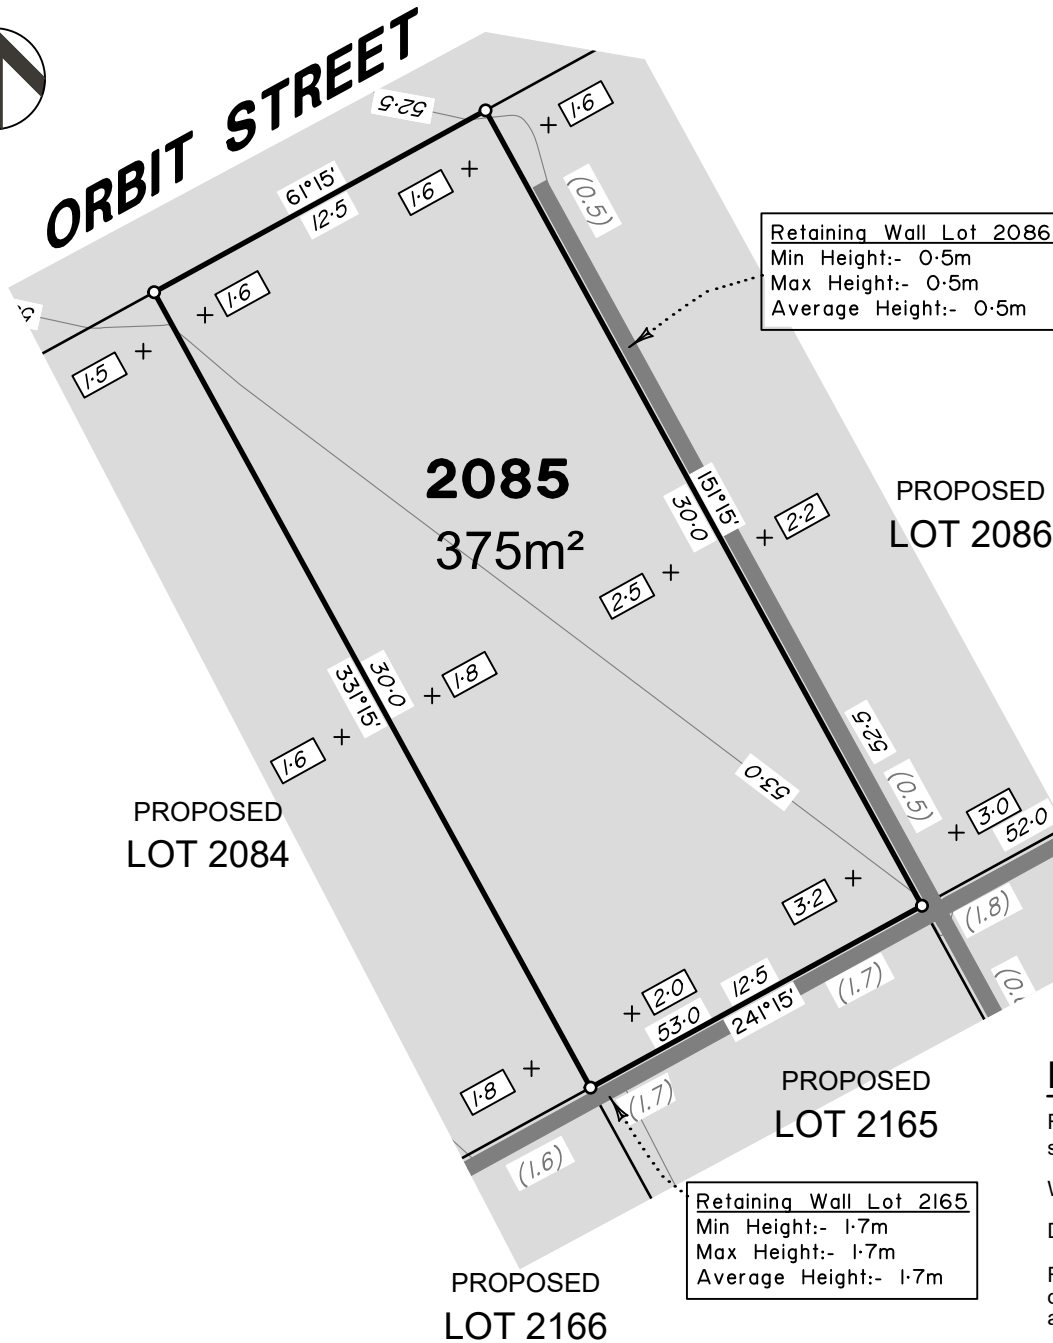 ORBIT STREET
52·5
1·6
61°15'
12·5
1·6
(0.5)
1·6
1·5
Retaining Wall Lot 2086
Min Height:- 0·5m
Max Height:- 0·5m
Average Height:- 0·5m
2085
375m²
151°15'
30·0
2·2
PROPOSED
LOT 2086
2·5
30·0
331°15'
1·8
1·6
52·5
53·0
(0.5)
3·0
52·0
PROPOSED
LOT 2084
3·2
(1.8)
2·0
12·5
(1.7)
53·0
241°15'
1·8
(1.7)
PROPOSED
LOT 2165
(1.6)
Retaining Wall Lot 2165
Min Height:- 1·7m
Max Height:- 1·7m
Average Height:- 1·7m
PROPOSED
LOT 2166